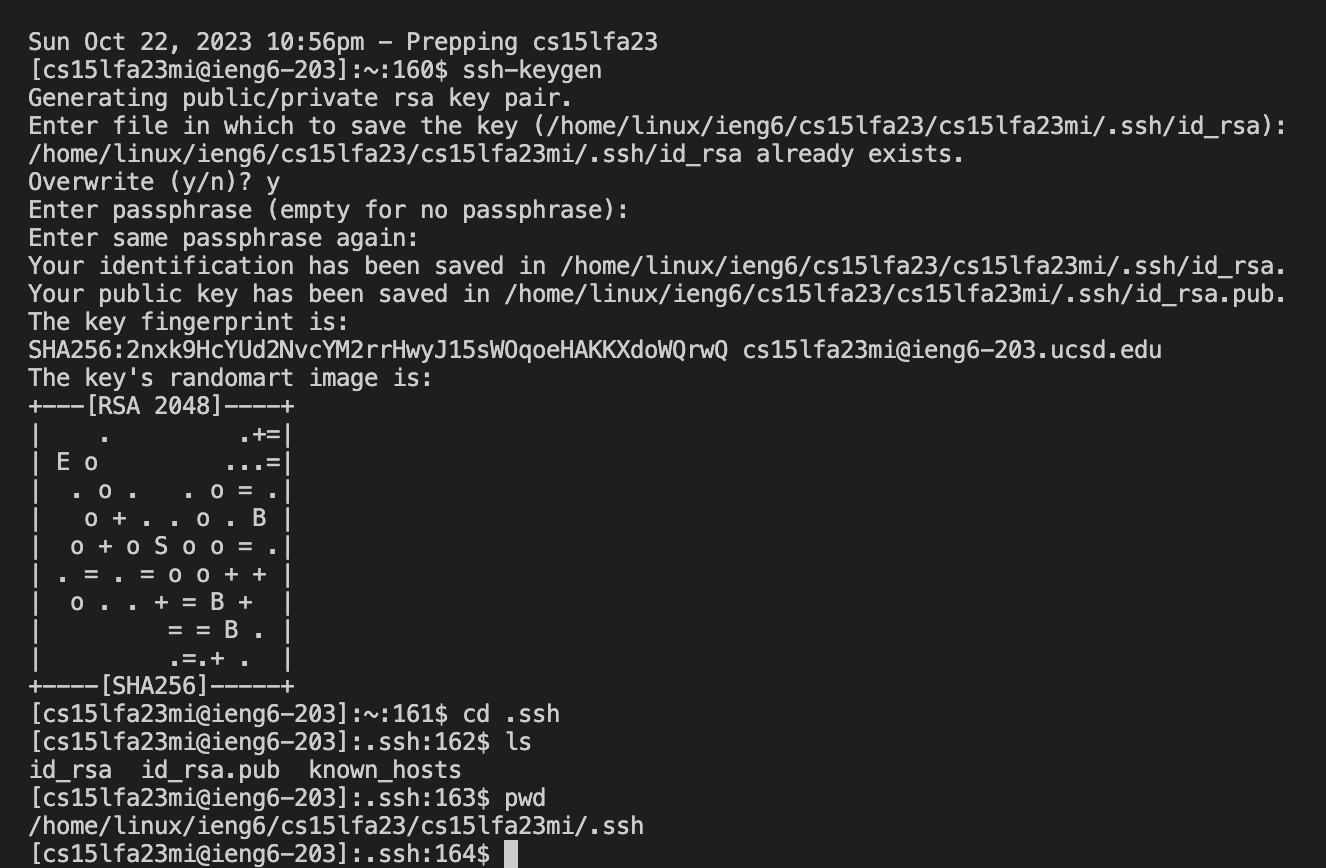 Sun Oct 22, 2023 10:56pm - Prepping cs15lfa23
[cs15lfa23mi@ieng6-203]:~:160$ ssh-keygen
Generating public/private rsa key pair.
Enter file in which to save the key (/home/linux/ieng6/cs15lfa23/cs15lfa23mi/.ssh/id_rsa):
/home/linux/ieng6/cs15lfa23/cs15lfa23mi/.ssh/id_rsa already exists.
Overwrite (y/n)? y
Enter passphrase (empty for no passphrase):
Enter same passphrase again:
Your identification has been saved in /home/linux/ieng6/cs15lfa23/cs15lfa23mi/.ssh/id_rsa.
Your public key has been saved in /home/linux/ieng6/cs15lfa23/cs15lfa23mi/.ssh/id_rsa.pub.
The key fingerprint is:
SHA256:2nxk9HcYUd2NvcYM2rrHwyJ15sWOqoeHAKKXdoWQrwQ cs15lfa23mi@ieng6-203.ucsd.edu
The key's randomart image is:
+---[RSA 2048]----+
|    .         .+=|
| E o         ...=|
|  . o .   . o = .|
|   o + . . o . B |
|  o + o S o o = .|
| . = . = o o + + |
|  o . . + = B +  |
|         = = B . |
|         .=.+ .  |
+----[SHA256]-----+
[cs15lfa23mi@ieng6-203]:~:161$ cd .ssh
[cs15lfa23mi@ieng6-203]:.ssh:162$ ls
id_rsa  id_rsa.pub  known_hosts
[cs15lfa23mi@ieng6-203]:.ssh:163$ pwd
/home/linux/ieng6/cs15lfa23/cs15lfa23mi/.ssh
[cs15lfa23mi@ieng6-203]:.ssh:164$